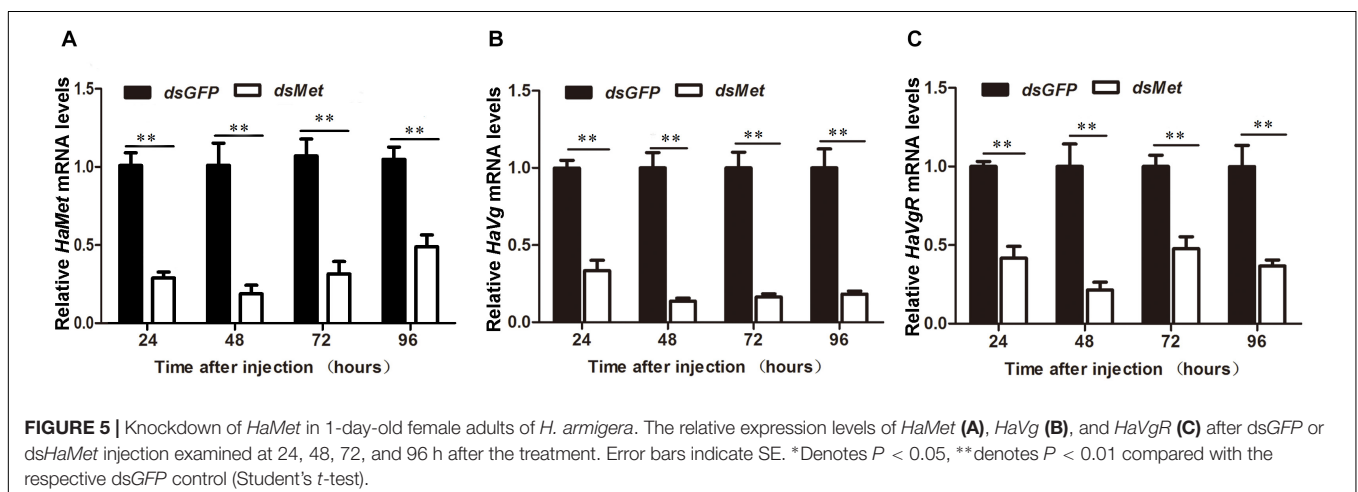 A
Relative HaMet mRNA levels
1.5
1.0
0.5
0.0
dsGFP dsMet
** ** ** **
24 48 72 96
Time after injection （hours）
B
Relative HaVg mRNA levels
1.5
1.0
0.5
0.0
dsGFP dsMet
** ** ** **
24 48 72 96
Time after injection （hours）
C
Relative HaVgR mRNA levels
1.5
1.0
0.5
0.0
dsGFP dsMet
** ** ** **
24 48 72 96
Time after injection （hours）
FIGURE 5 | Knockdown of HaMet in 1-day-old female adults of H. armigera. The relative expression levels of HaMet (A), HaVg (B), and HaVgR (C) after dsGFP or
dsHaMet injection examined at 24, 48, 72, and 96 h after the treatment. Error bars indicate SE. *Denotes P < 0.05, **denotes P < 0.01 compared with the
respective dsGFP control (Student's t-test).